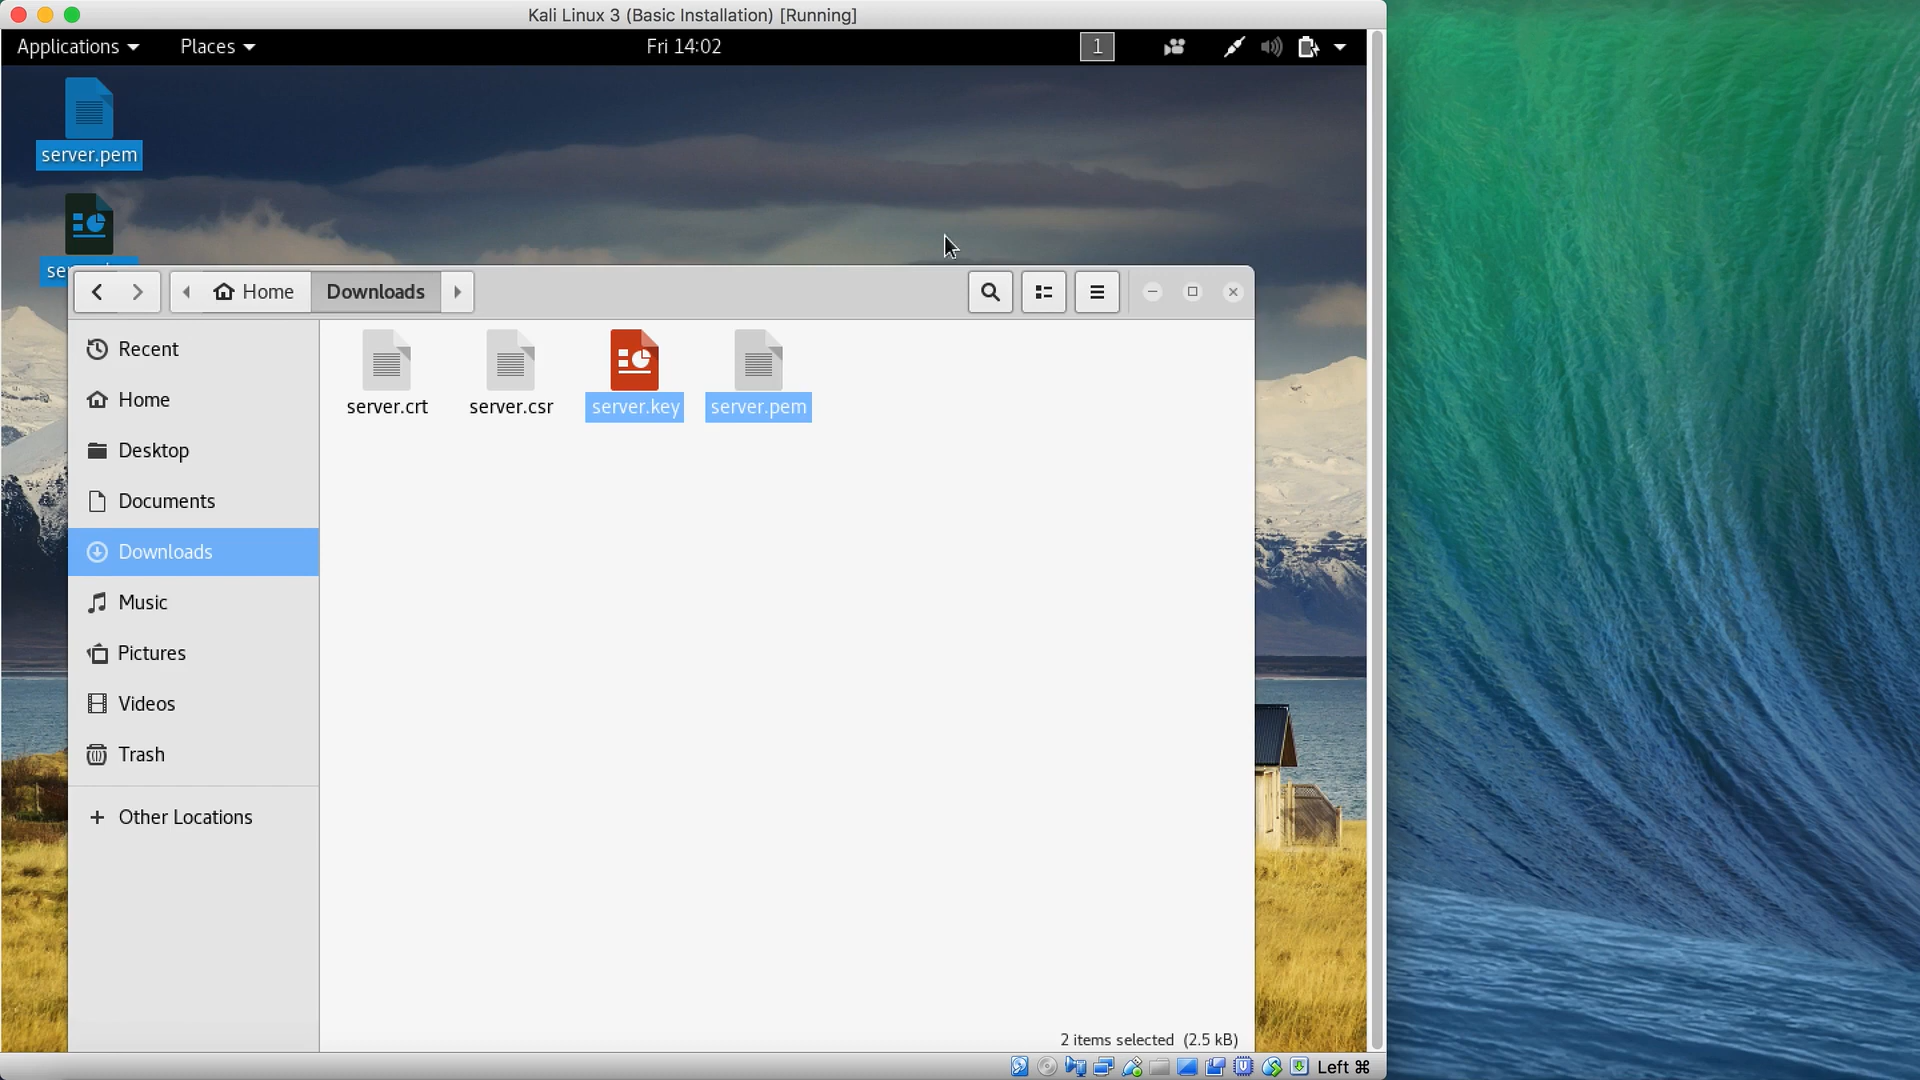 Kali Linux 3 (Basic Installation) [Running]
Applications Places Fri 14:02 1
server.pem
Home Downloads
Recent
Home
Desktop
Documents
Downloads
Music
Pictures
Videos
Trash
Other Locations
server.crt server.csr server.key server.pem
2 items selected (2.5 kB)
Left ⌘